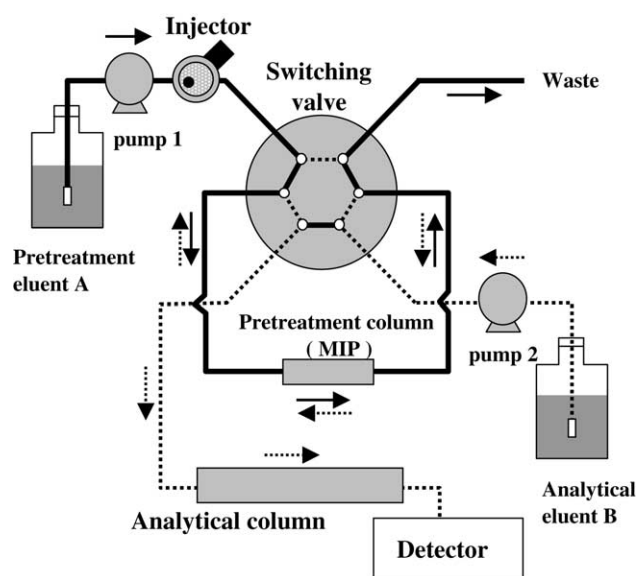 Injector
Switching
valve
Waste
pump 1
Pretreatment
eluent A
Pretreatment column
( MIP )
pump 2
Analytical column
Analytical
eluent B
Detector